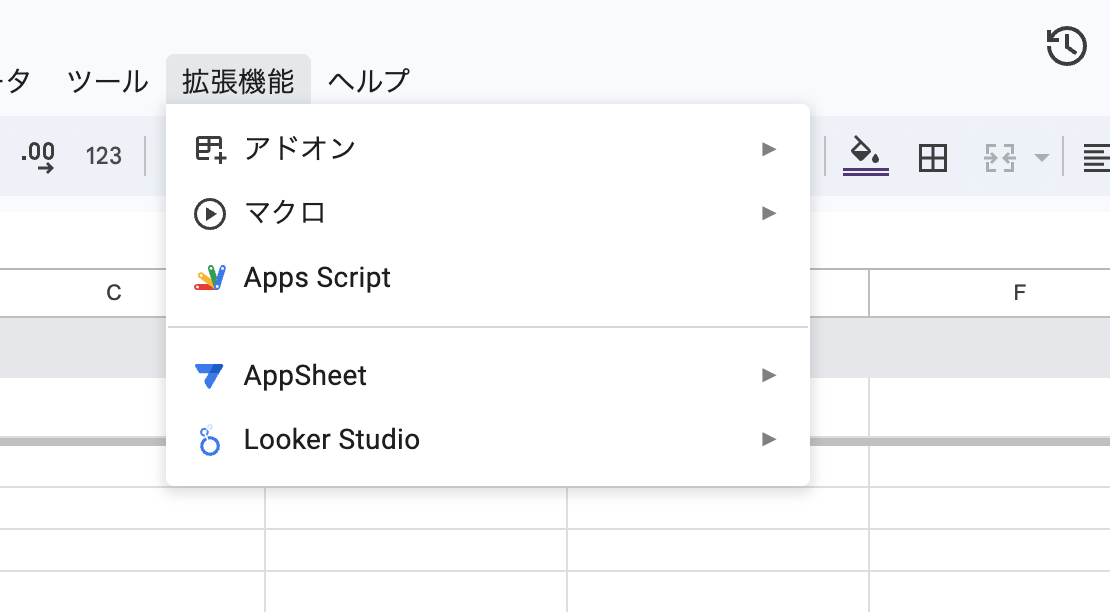 ータ ツール 拡張機能 ヘルプ
.00 123
アドオン
マクロ
Apps Script
C F
AppSheet
Looker Studio